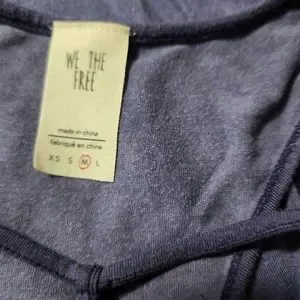 WE THE
FREE
made in china
fabriqué en chine
XS S M L